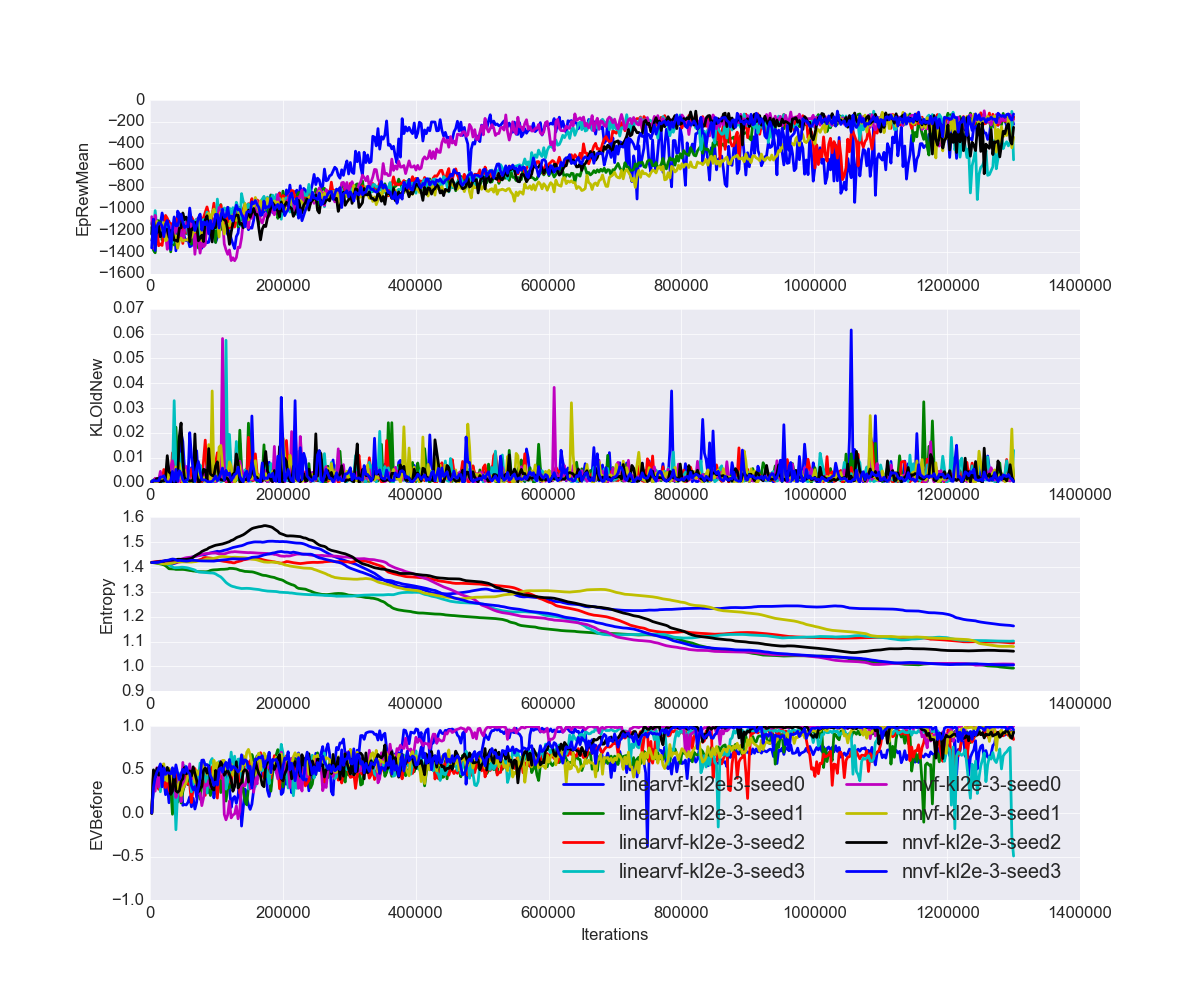 0
−200
−400
−600
−800
−1000
−1200
−1400
−1600
EpRewMean
0 200000 400000 600000 800000 1000000 1200000 1400000
0.07
0.06
0.05
0.04
0.03
0.02
0.01
0.00
KLOldNew
0 200000 400000 600000 800000 1000000 1200000 1400000
1.6
1.5
1.4
1.3
1.2
1.1
1.0
0.9
Entropy
0 200000 400000 600000 800000 1000000 1200000 1400000
1.0
0.5
0.0
−0.5
−1.0
EVBefore
linearvf-kl2e-3-seed0 nnvf-kl2e-3-seed0
linearvf-kl2e-3-seed1 nnvf-kl2e-3-seed1
linearvf-kl2e-3-seed2 nnvf-kl2e-3-seed2
linearvf-kl2e-3-seed3 nnvf-kl2e-3-seed3
0 200000 400000 600000 800000 1000000 1200000 1400000
Iterations